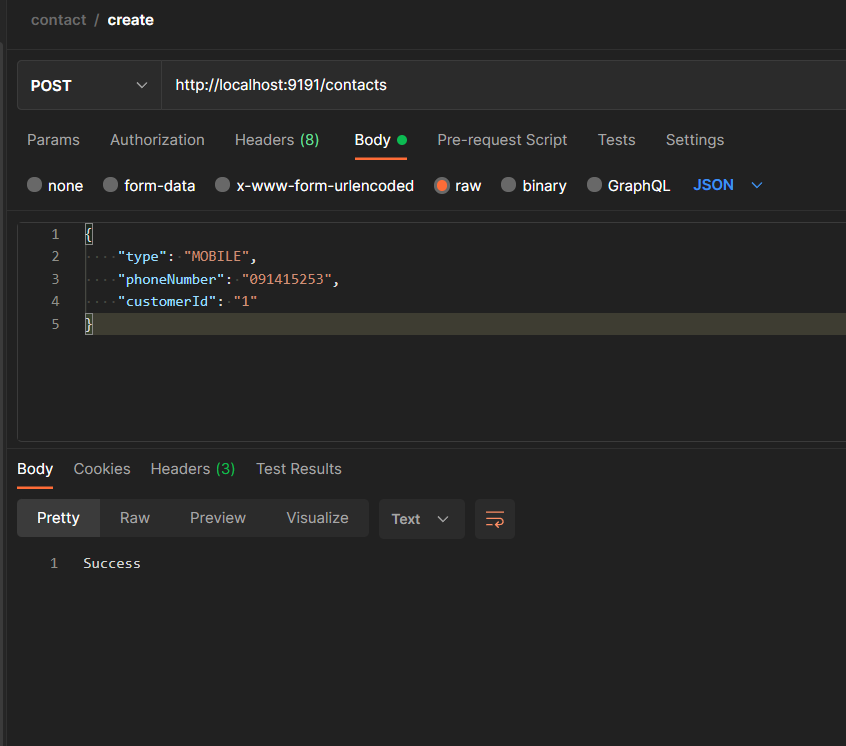 contact / create
POST http://localhost:9191/contacts
Params Authorization Headers (8) Body Pre-request Script Tests Settings
none form-data x-www-form-urlencoded raw binary GraphQL JSON
1 {
2 "type": "MOBILE",
3 "phoneNumber": "091415253",
4 "customerId": "1"
5 }
Body Cookies Headers (3) Test Results
Pretty Raw Preview Visualize Text
1 Success